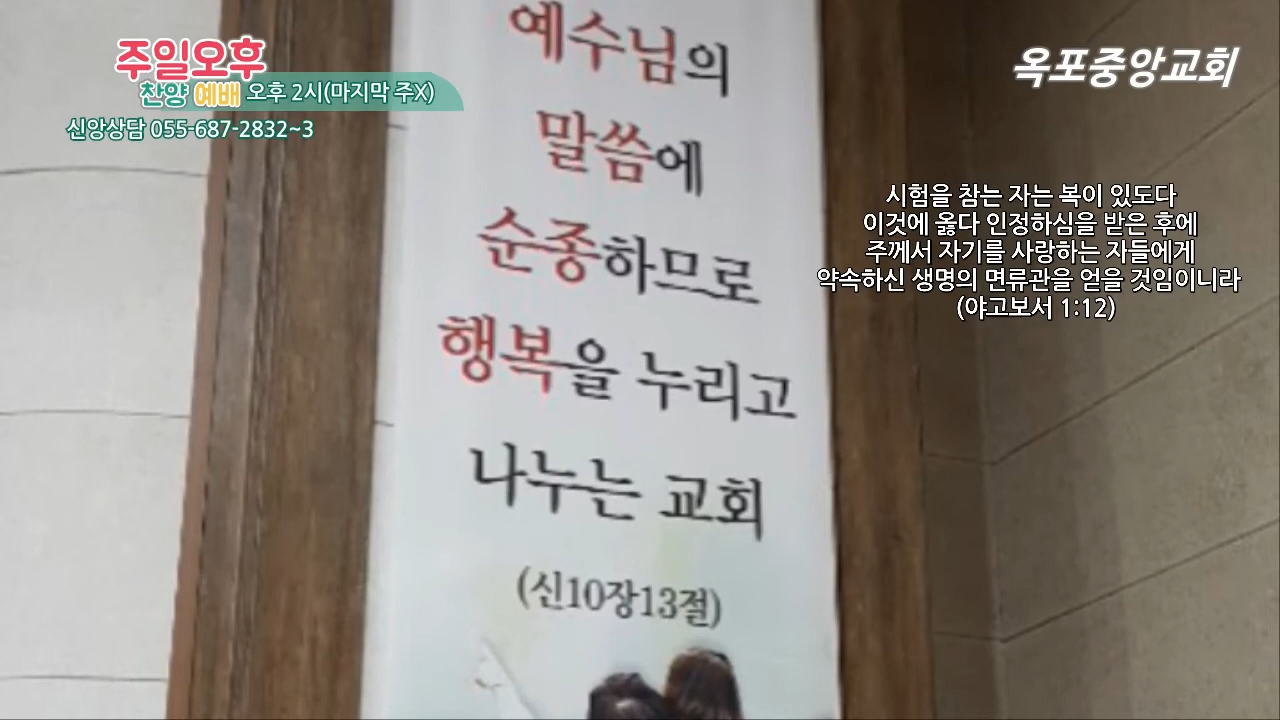 주일오후
찬양 예배 오후 2시(마지막 주X)
신앙상담 055-687-2832~3
옥포중앙교회
예수님의
말씀에
순종하므로
행복을 누리고
나누는 교회
(신10장13절)
시험을 참는 자는 복이 있도다
이것에 옳다 인정하심을 받은 후에
주께서 자기를 사랑하는 자들에게
약속하신 생명의 면류관을 얻을 것임이니라
(야고보서 1:12)